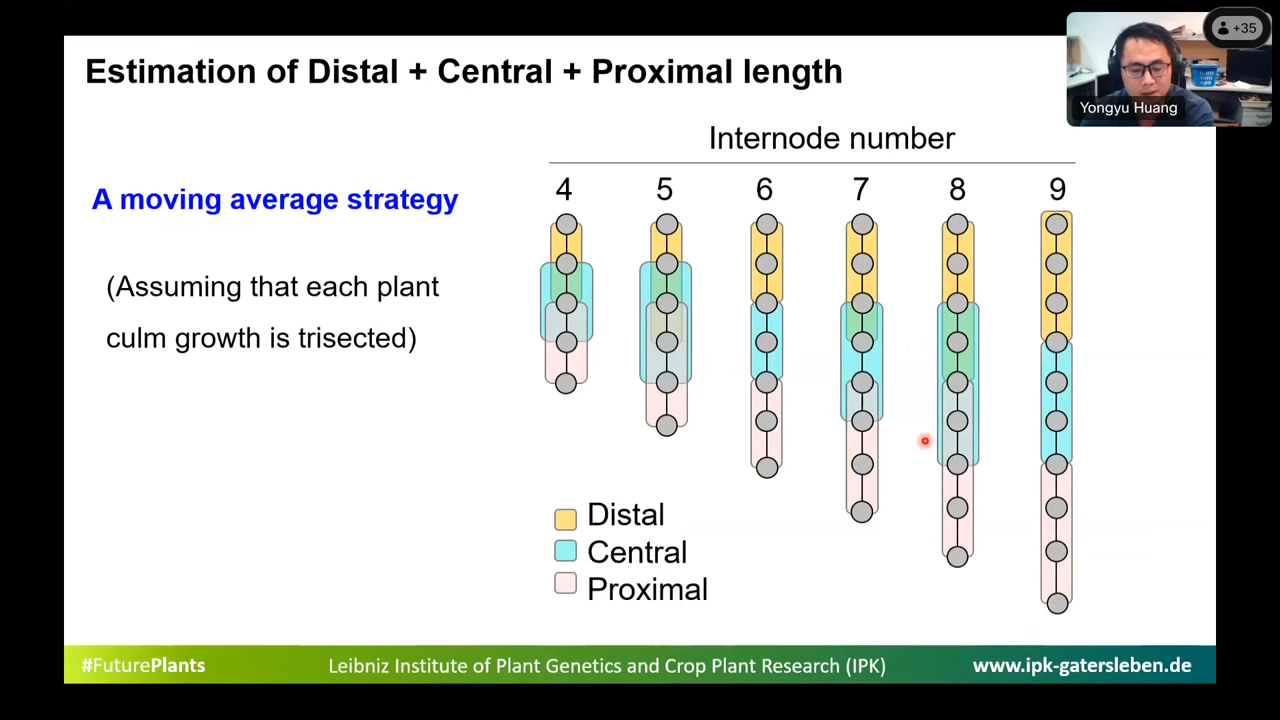 Estimation of Distal + Central + Proximal length
+35
Yongyu Huang
Internode number
A moving average strategy
4 5 6 7 8 9
(Assuming that each plant
culm growth is trisected)
Distal
Central
Proximal
#FuturePlants
Leibniz Institute of Plant Genetics and Crop Plant Research (IPK)
www.ipk-gatersleben.de